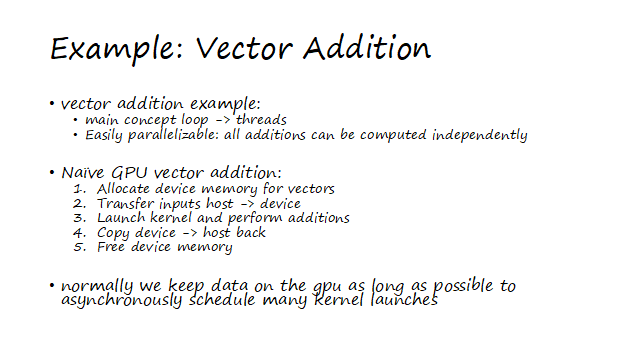 Example: Vector Addition
• vector addition example:
• main concept loop -> threads
• Easily parallelizable: all additions can be computed independently
• Naïve GPU vector addition:
1. Allocate device memory for vectors
2. Transfer inputs host -> device
3. Launch kernel and perform additions
4. Copy device -> host back
5. Free device memory
• normally we keep data on the gpu as long as possible to
asynchronously schedule many kernel launches